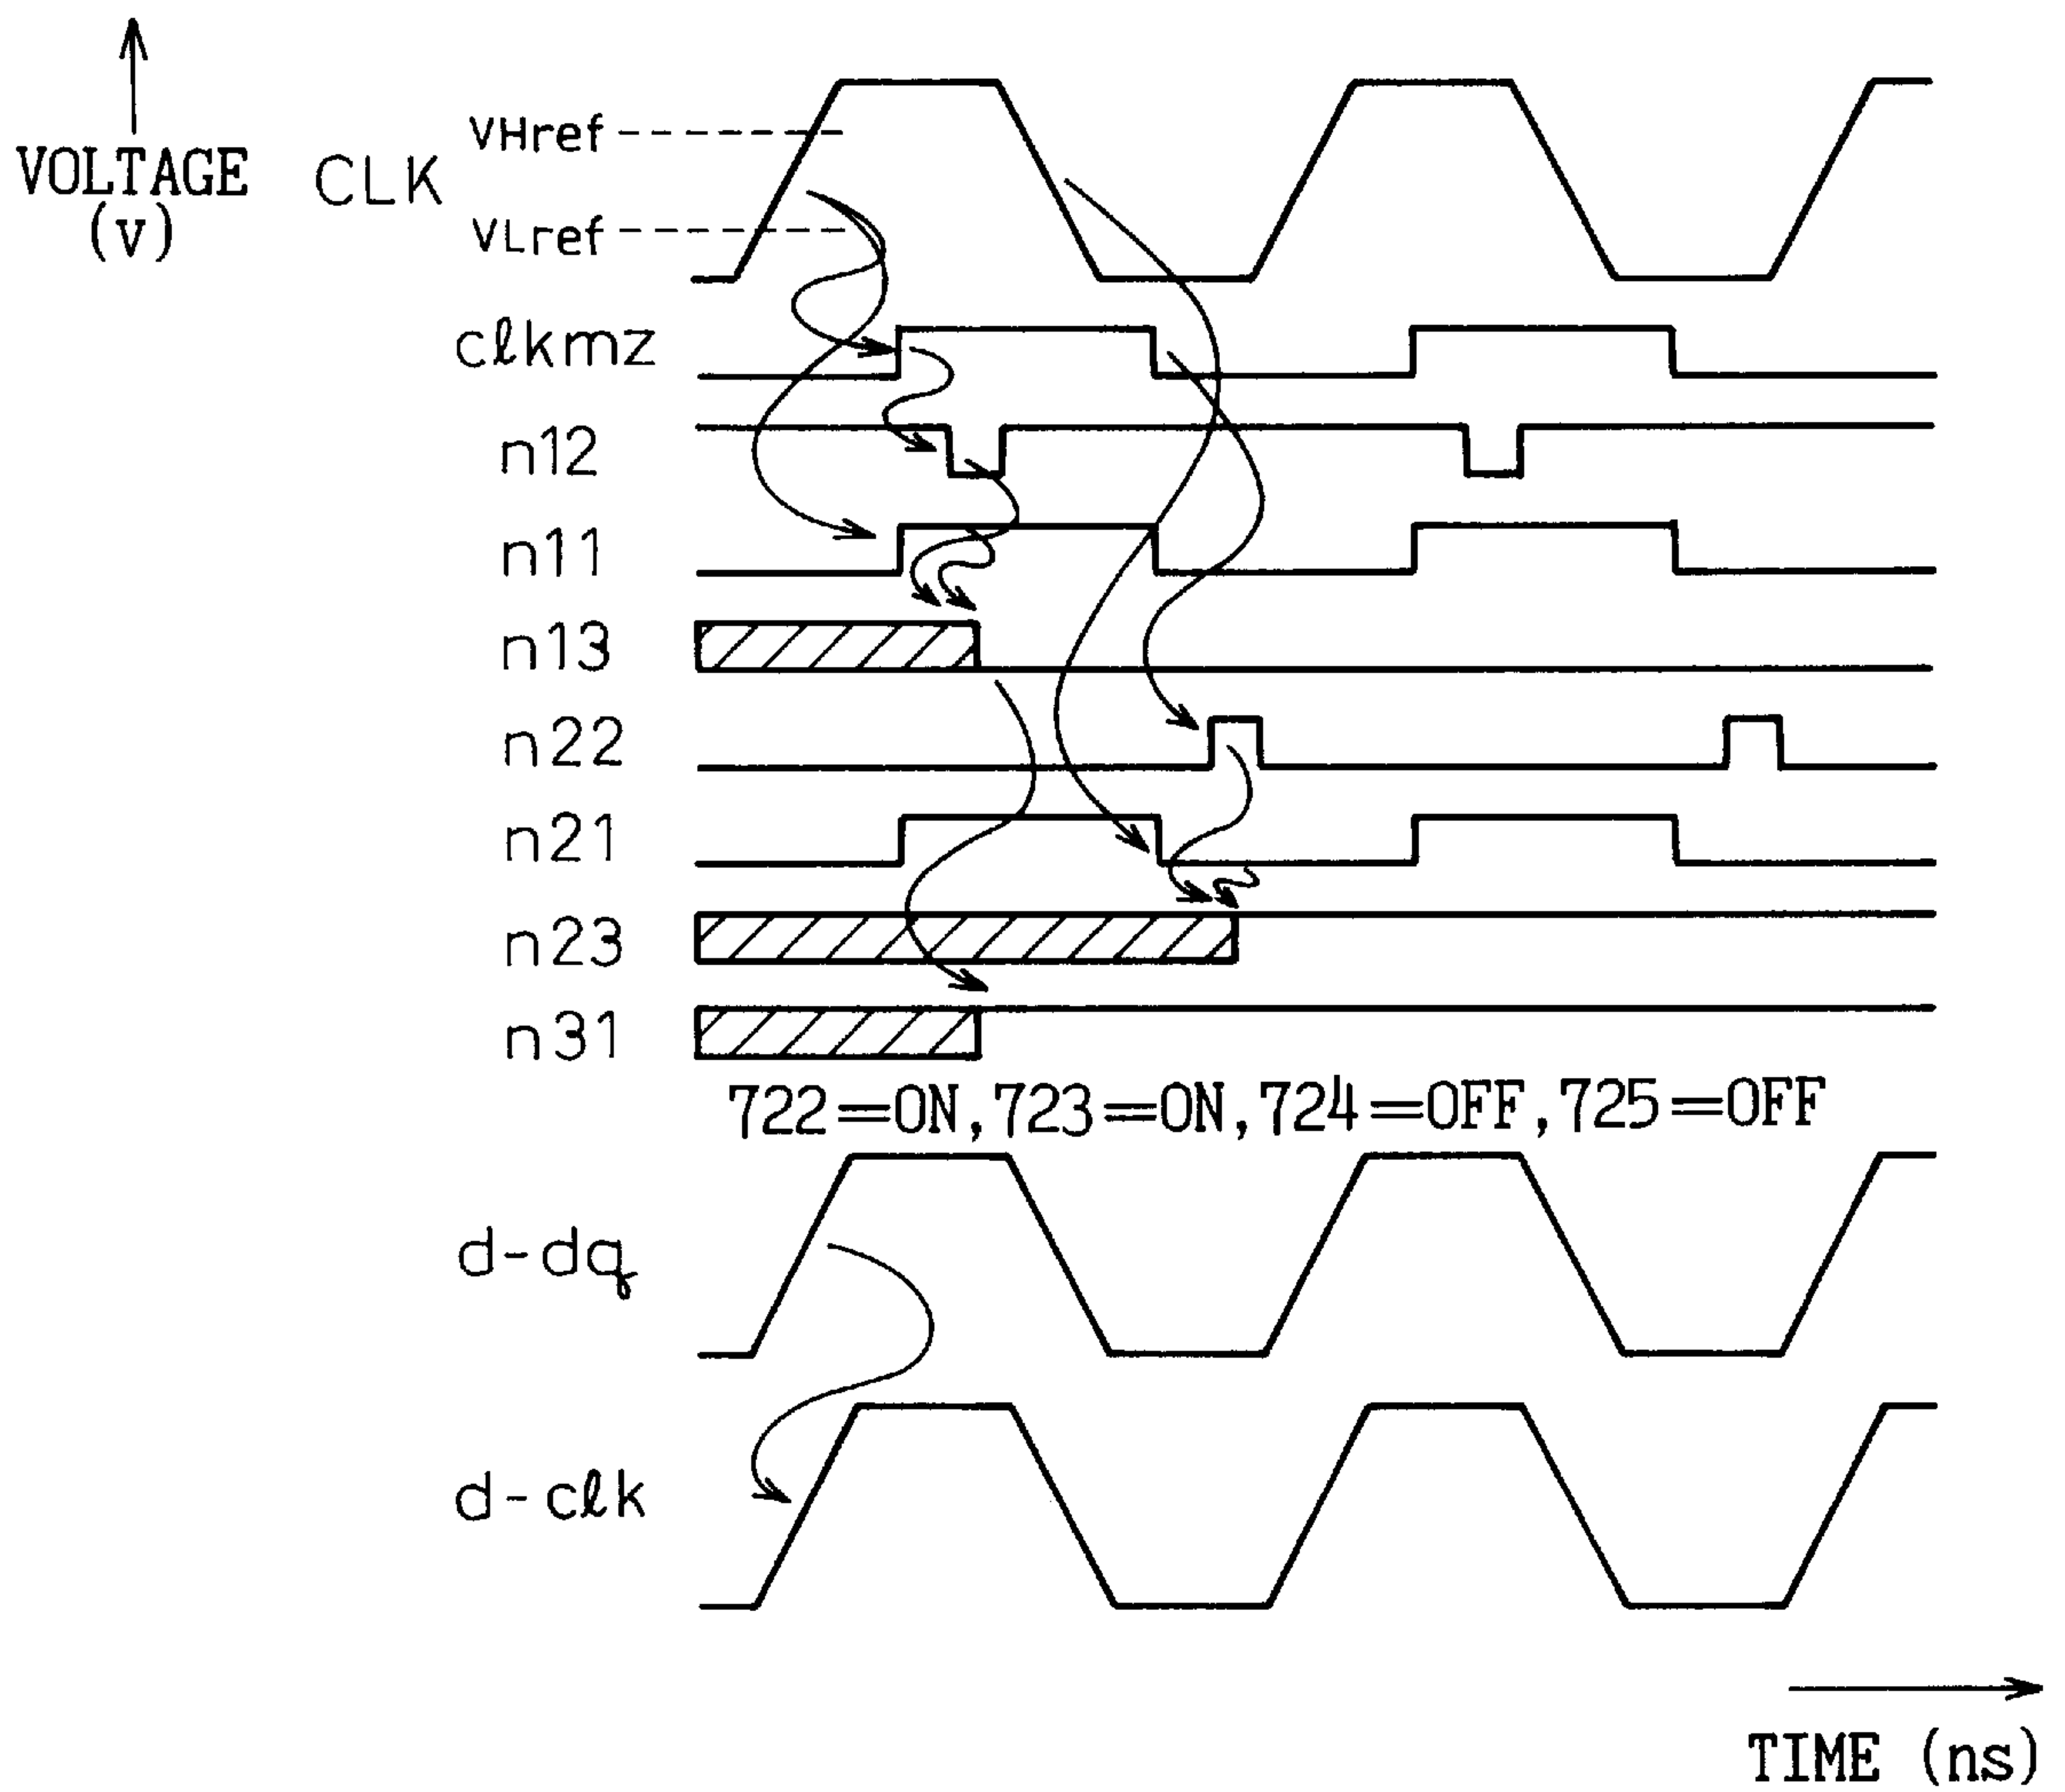 VHref
VOLTAGE
(V)
CLK
VLref
clkmz
n12
n11
n13
n22
n21
n23
n31
722=ON,723=ON,724=OFF,725=OFF
d-dq
d-clk
TIME (ns)